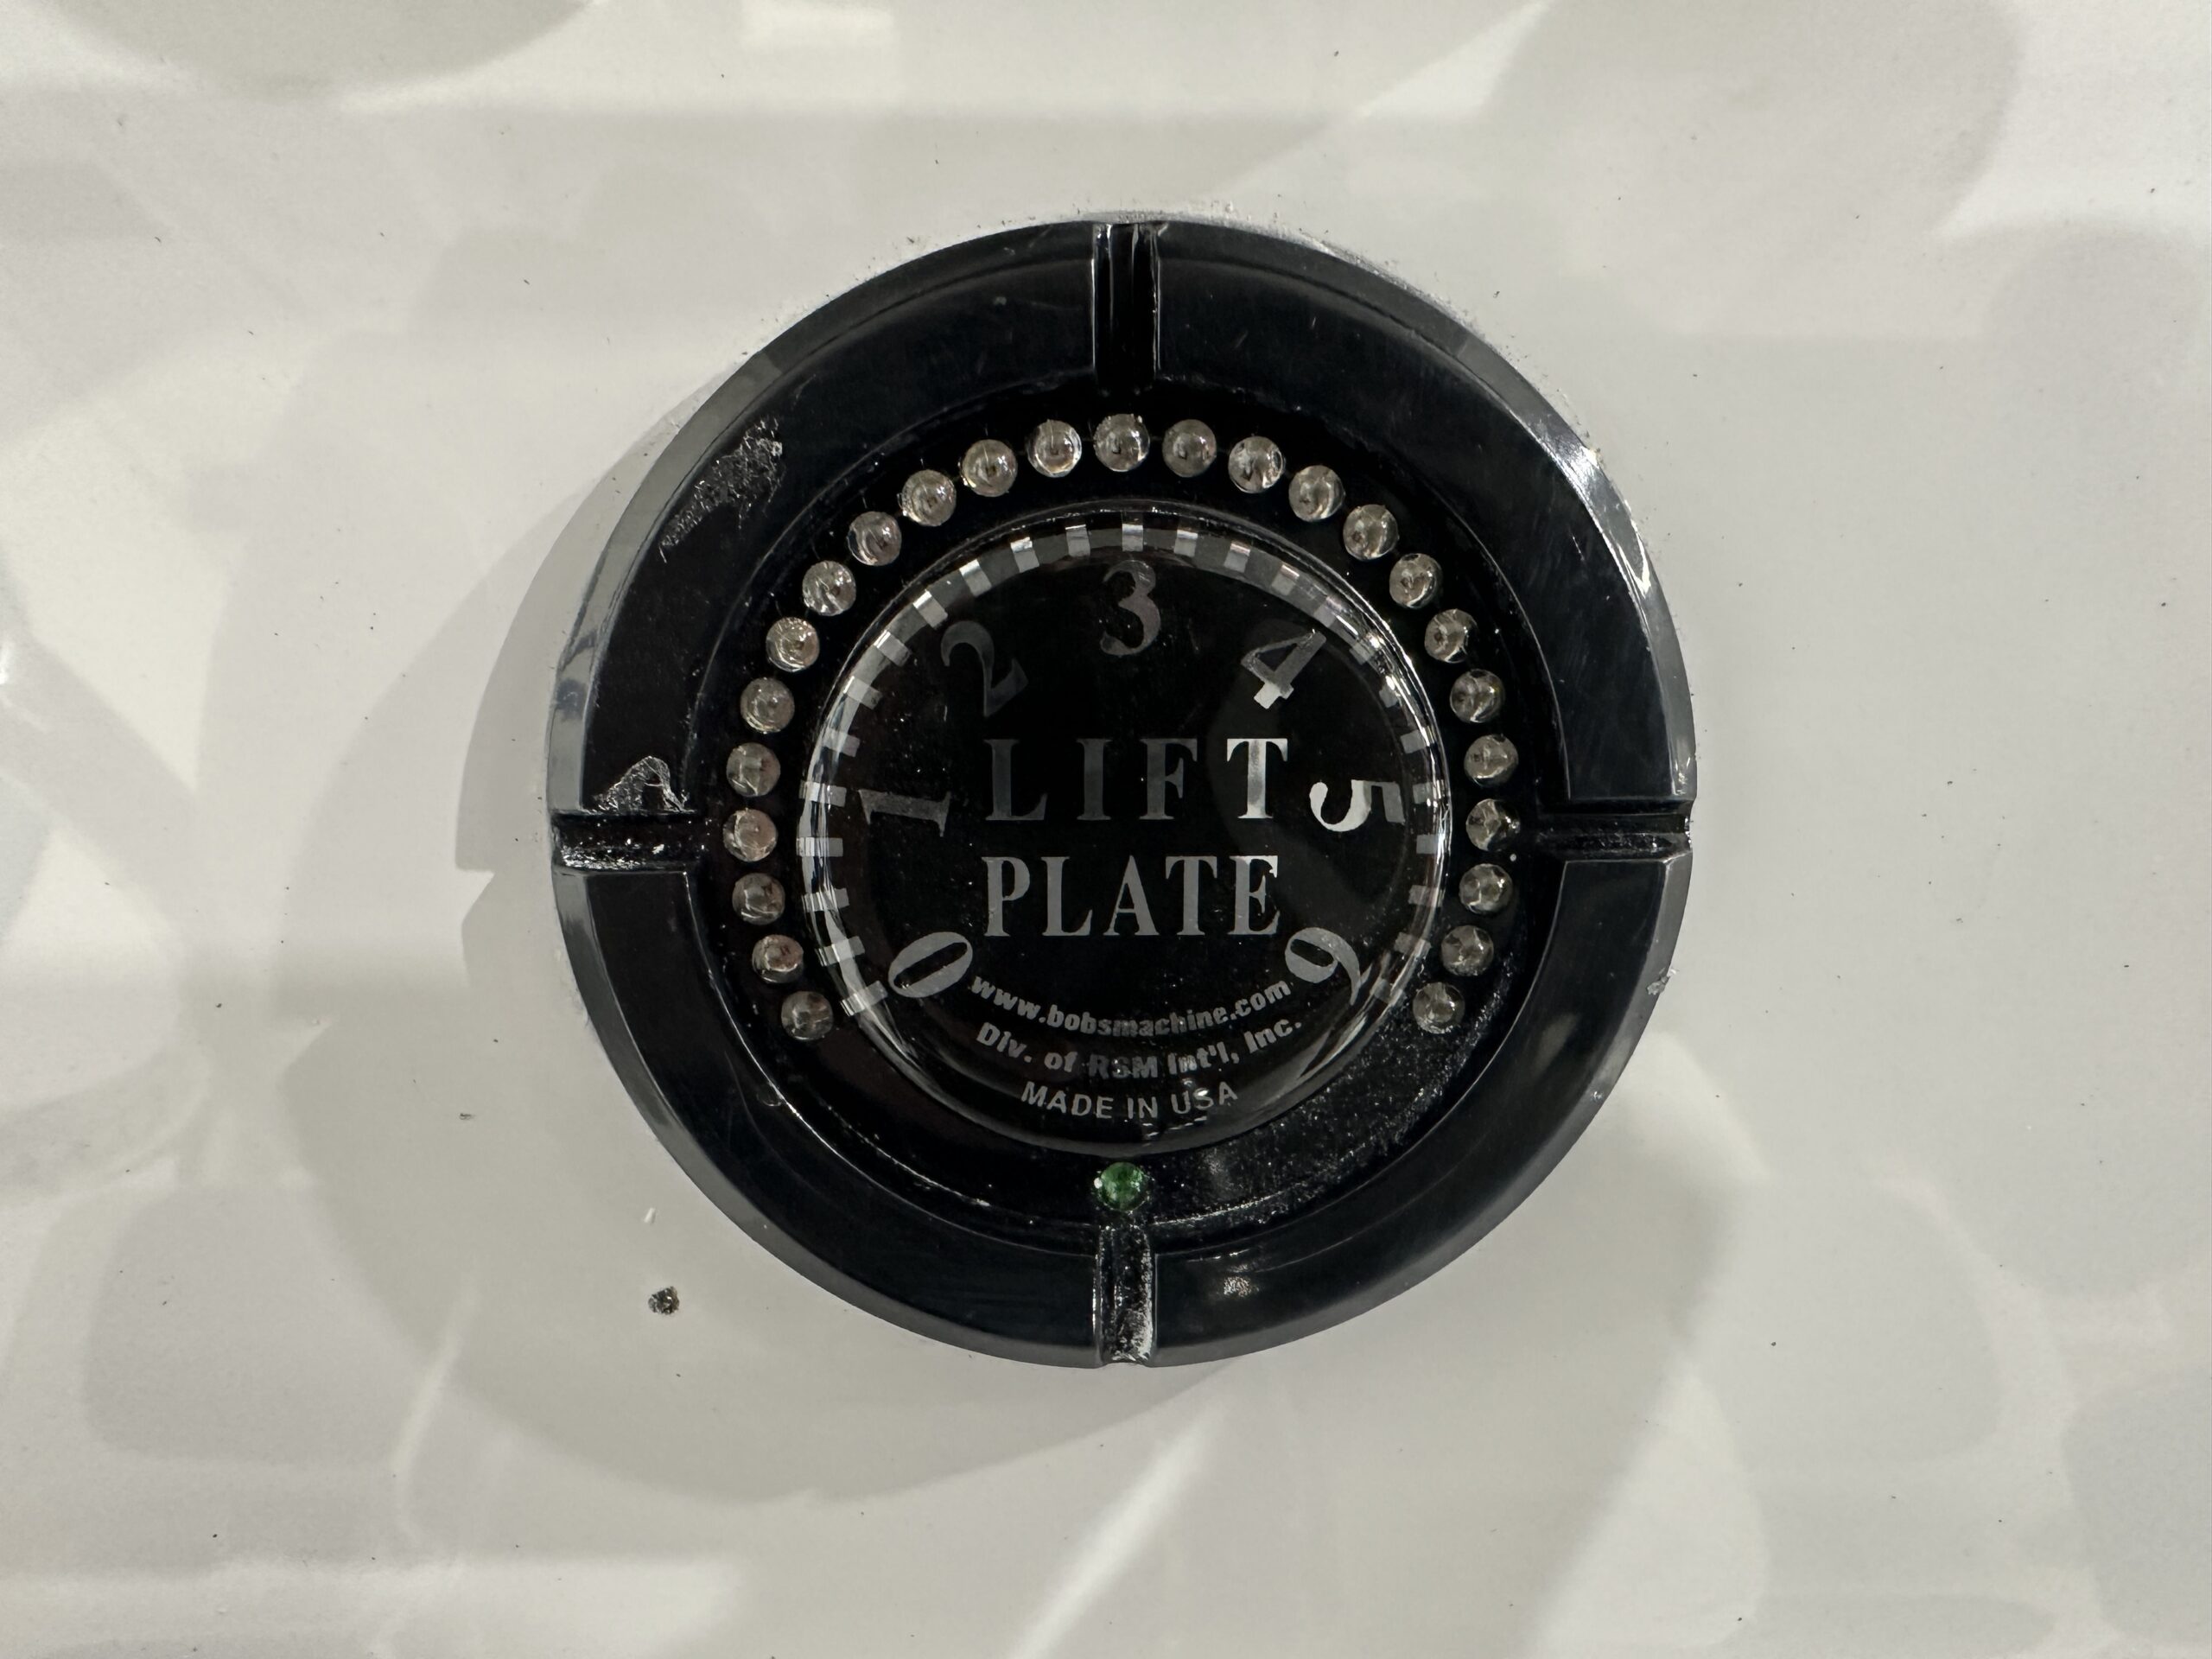 0 1 2 3 4 5 6
LIFT
PLATE
www.bobsmachine.com
Div. of RSM Int'l, Inc.
MADE IN USA